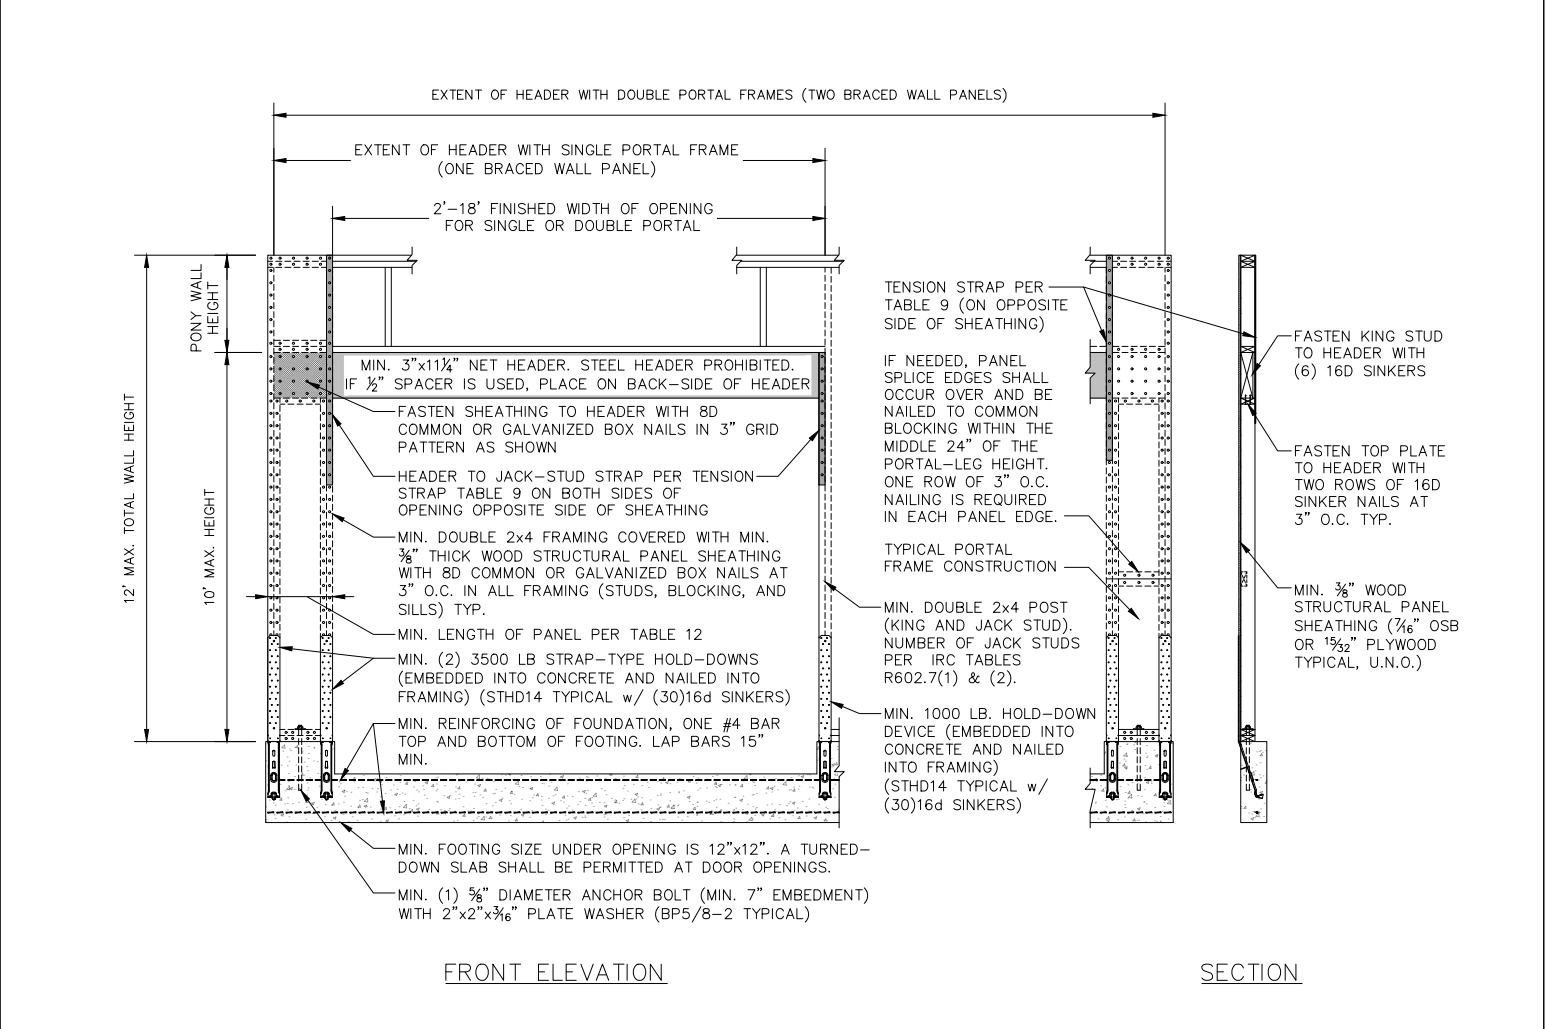 EXTENT OF HEADER WITH DOUBLE PORTAL FRAMES (TWO BRACED WALL PANELS)
EXTENT OF HEADER WITH SINGLE PORTAL FRAME
(ONE BRACED WALL PANEL)
2'-18' FINISHED WIDTH OF OPENING
FOR SINGLE OR DOUBLE PORTAL
12' MAX. TOTAL WALL HEIGHT
PONY WALL
HEIGHT
10' MAX. HEIGHT
MIN. 3"x11¼" NET HEADER. STEEL HEADER PROHIBITED.
IF ½" SPACER IS USED, PLACE ON BACK-SIDE OF HEADER
FASTEN SHEATHING TO HEADER WITH 8D
COMMON OR GALVANIZED BOX NAILS IN 3" GRID
PATTERN AS SHOWN
HEADER TO JACK-STUD STRAP PER TENSION
STRAP TABLE 9 ON BOTH SIDES OF
OPENING OPPOSITE SIDE OF SHEATHING
MIN. DOUBLE 2x4 FRAMING COVERED WITH MIN.
⅜" THICK WOOD STRUCTURAL PANEL SHEATHING
WITH 8D COMMON OR GALVANIZED BOX NAILS AT
3" O.C. IN ALL FRAMING (STUDS, BLOCKING, AND
SILLS) TYP.
MIN. LENGTH OF PANEL PER TABLE 12
MIN. (2) 3500 LB STRAP-TYPE HOLD-DOWNS
(EMBEDDED INTO CONCRETE AND NAILED INTO
FRAMING) (STHD14 TYPICAL w/ (30)16d SINKERS)
MIN. REINFORCING OF FOUNDATION, ONE #4 BAR
TOP AND BOTTOM OF FOOTING. LAP BARS 15"
MIN.
MIN. FOOTING SIZE UNDER OPENING IS 12"x12". A TURNED-
DOWN SLAB SHALL BE PERMITTED AT DOOR OPENINGS.
MIN. (1) ⅝" DIAMETER ANCHOR BOLT (MIN. 7" EMBEDMENT)
WITH 2"x2"x3/16" PLATE WASHER (BP5/8-2 TYPICAL)
TENSION STRAP PER
TABLE 9 (ON OPPOSITE
SIDE OF SHEATHING)
IF NEEDED, PANEL
SPLICE EDGES SHALL
OCCUR OVER AND BE
NAILED TO COMMON
BLOCKING WITHIN THE
MIDDLE 24" OF THE
PORTAL-LEG HEIGHT.
ONE ROW OF 3" O.C.
NAILING IS REQUIRED
IN EACH PANEL EDGE.
TYPICAL PORTAL
FRAME CONSTRUCTION
MIN. DOUBLE 2x4 POST
(KING AND JACK STUD).
NUMBER OF JACK STUDS
PER IRC TABLES
R602.7(1) & (2).
MIN. 1000 LB. HOLD-DOWN
DEVICE (EMBEDDED INTO
CONCRETE AND NAILED
INTO FRAMING)
(STHD14 TYPICAL w/
(30)16d SINKERS)
FASTEN KING STUD
TO HEADER WITH
(6) 16D SINKERS
FASTEN TOP PLATE
TO HEADER WITH
TWO ROWS OF 16D
SINKER NAILS AT
3" O.C. TYP.
MIN. ⅜" WOOD
STRUCTURAL PANEL
SHEATHING (7/16" OSB
OR 15/32" PLYWOOD
TYPICAL, U.N.O.)
FRONT ELEVATION
SECTION